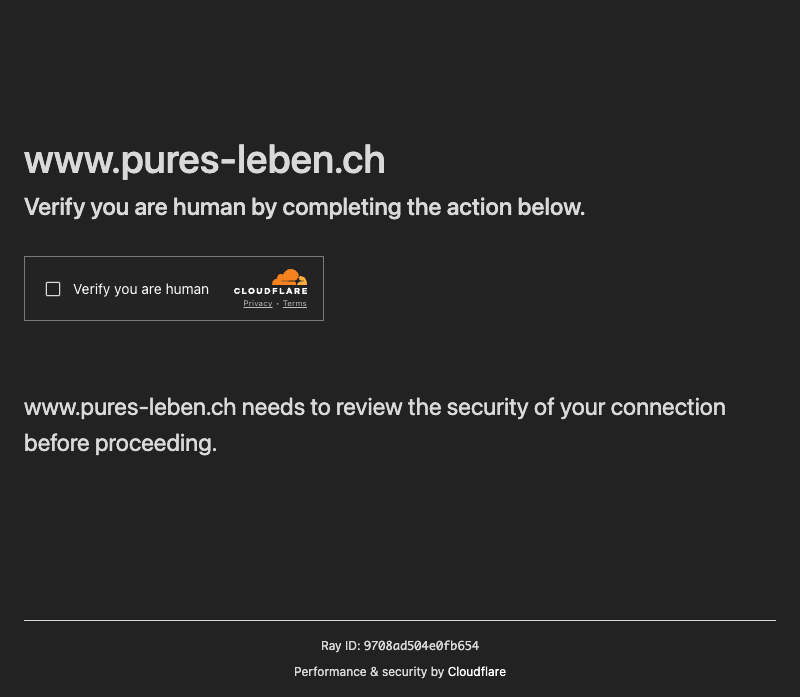 www.pures-leben.ch
Verify you are human by completing the action below.
Verify you are human
CLOUDFLARE
Privacy • Terms
www.pures-leben.ch needs to review the security of your connection
before proceeding.
Ray ID: 9708ad504e0fb654
Performance & security by Cloudflare